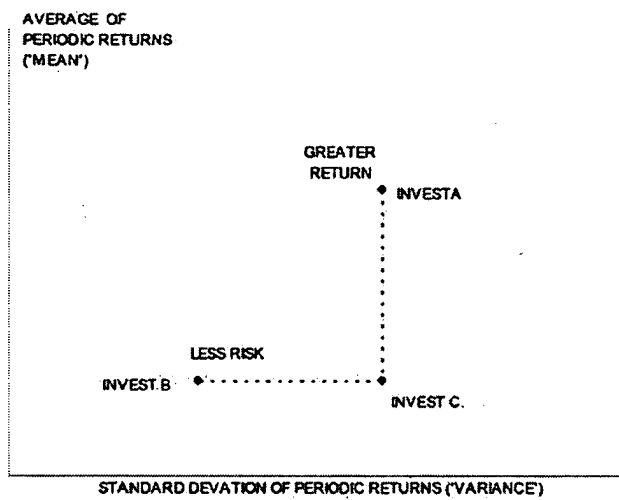 AVERAGE OF
PERIODIC RETURNS
("MEAN")
GREATER
RETURN
INVESTA
LESS RISK
INVEST.B
INVEST C.
STANDARD DEVATION OF PERIODIC RETURNS ("VARIANCE")